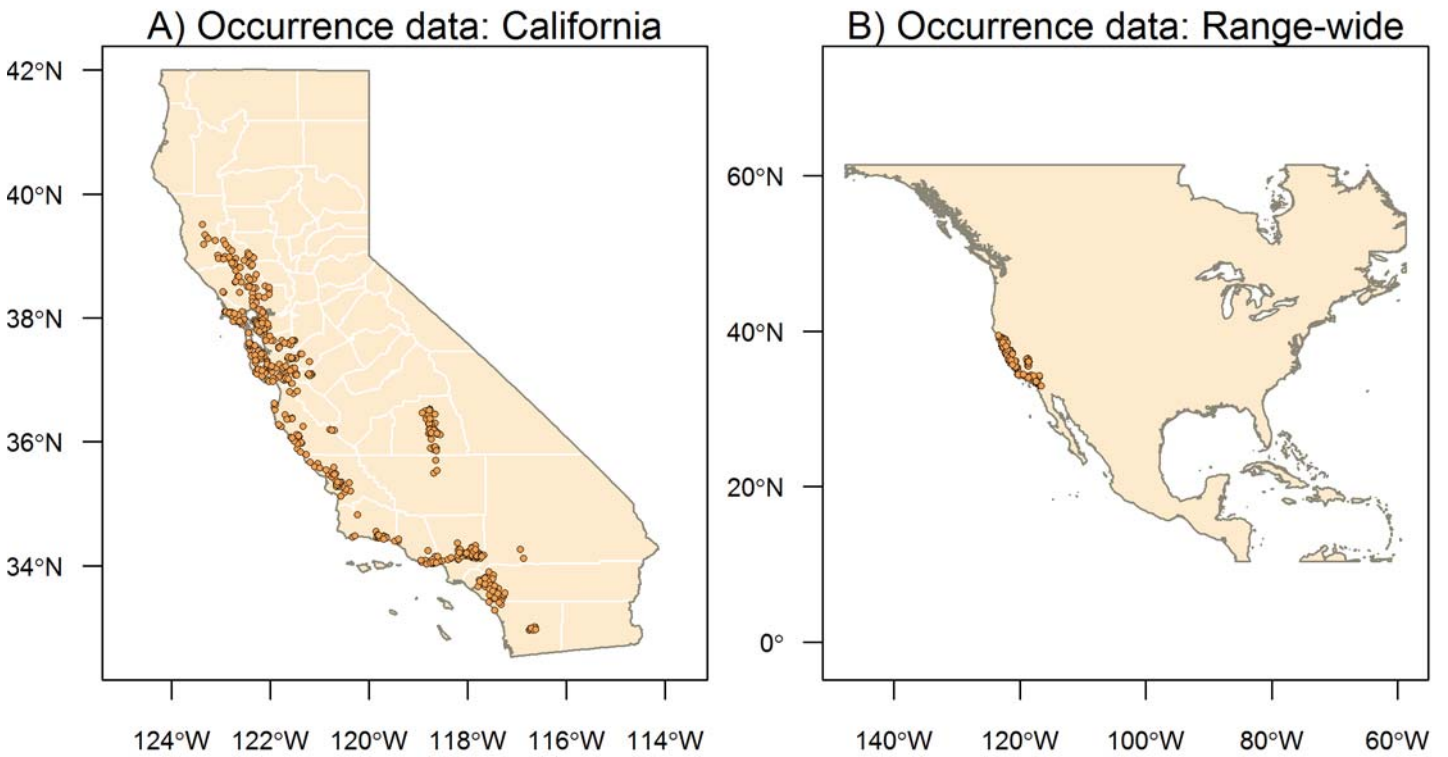 A) Occurrence data: California
42°N
40°N
38°N
36°N
34°N
124°W 122°W 120°W 118°W 116°W 114°W
B) Occurrence data: Range-wide
60°N
40°N
20°N
0°
140°W 120°W 100°W 80°W 60°W